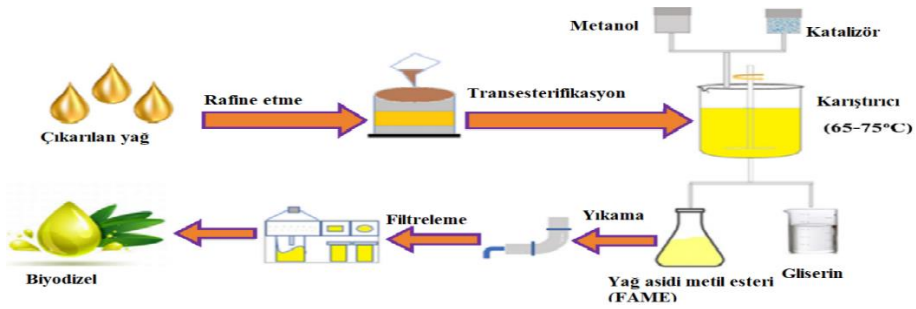 Metanol
Katalizör
Çıkarılan yağ
Rafine etme
Transesterifikasyon
Karıştırıcı
(65-75°C)
Biyodizel
Filtreleme
Yıkama
Yağ asidi metil esteri
(FAME)
Gliserin